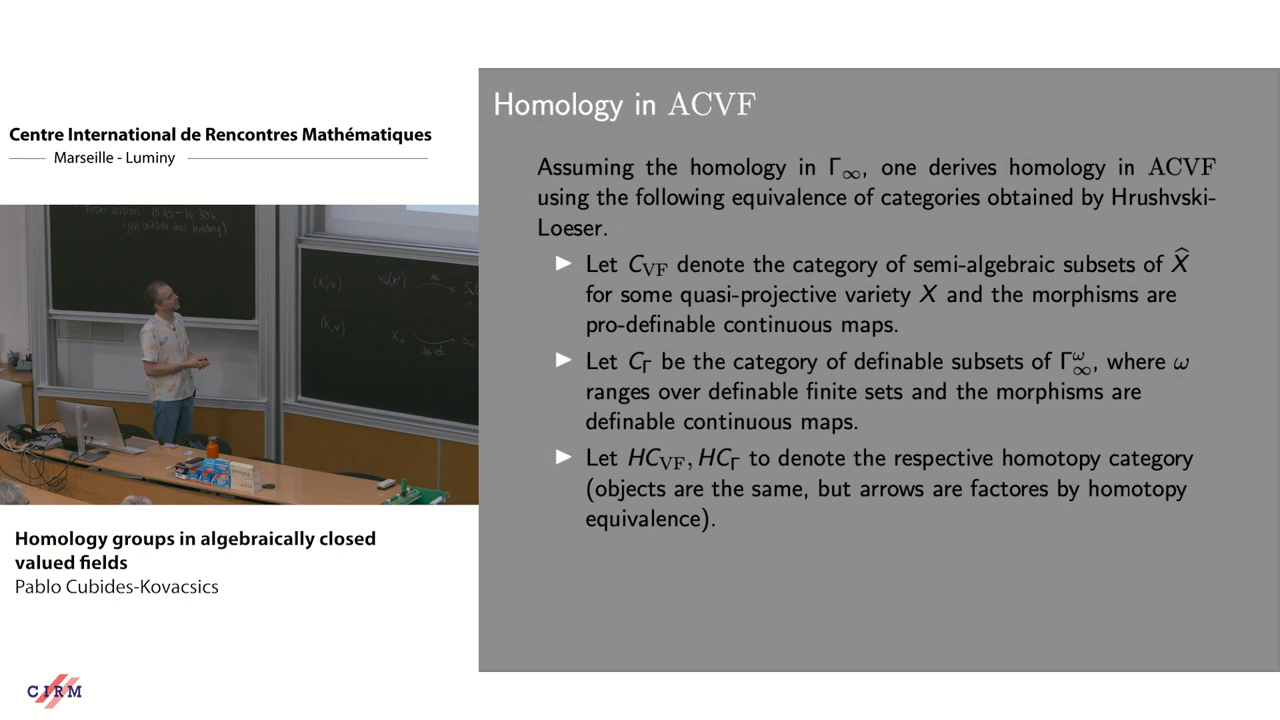 Centre International de Rencontres Mathématiques
Marseille - Luminy
(just outside this building)
Homology groups in algebraically closed
valued fields
Pablo Cubides-Kovacsics
CIRM
Homology in ACVF
Assuming the homology in Γ∞, one derives homology in ACVF
using the following equivalence of categories obtained by Hrushvski-
Loeser.
▶ Let C_VF denote the category of semi-algebraic subsets of X̂
for some quasi-projective variety X and the morphisms are
pro-definable continuous maps.
▶ Let C_Γ be the category of definable subsets of Γ^ω_∞, where ω
ranges over definable finite sets and the morphisms are
definable continuous maps.
▶ Let HC_VF, HC_Γ to denote the respective homotopy category
(objects are the same, but arrows are factores by homotopy
equivalence).